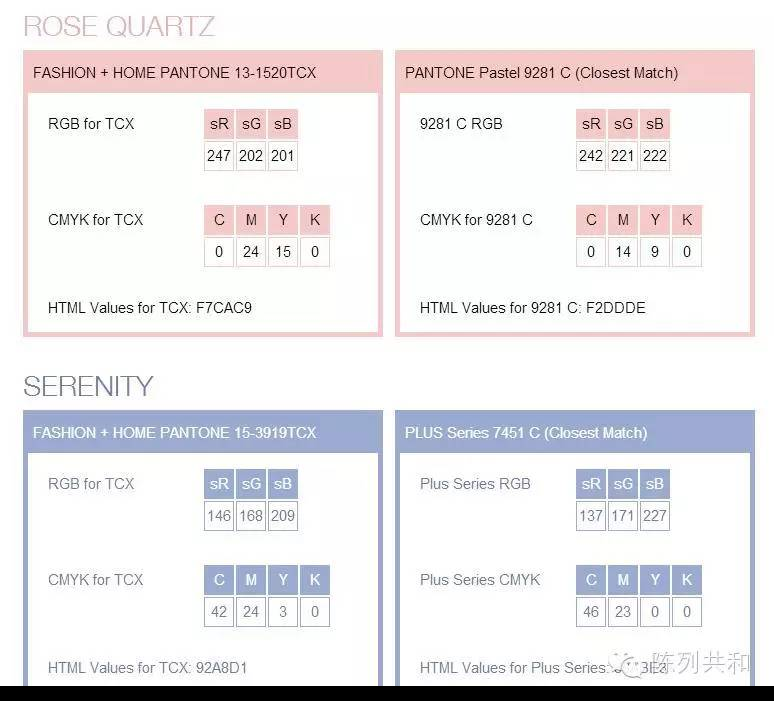 ROSE QUARTZ
FASHION + HOME PANTONE 13-1520TCX
RGB for TCX
sR sG sB
247 202 201
CMYK for TCX
C M Y K
0 24 15 0
HTML Values for TCX: F7CAC9
PANTONE Pastel 9281 C (Closest Match)
9281 C RGB
sR sG sB
242 221 222
CMYK for 9281 C
C M Y K
0 14 9 0
HTML Values for 9281 C: F2DDDE
SERENITY
FASHION + HOME PANTONE 15-3919TCX
RGB for TCX
sR sG sB
146 168 209
CMYK for TCX
C M Y K
42 24 3 0
HTML Values for TCX: 92A8D1
PLUS Series 7451 C (Closest Match)
Plus Series RGB
sR sG sB
137 171 227
Plus Series CMYK
C M Y K
46 23 0 0
HTML Values for Plus Series:
陈列共和